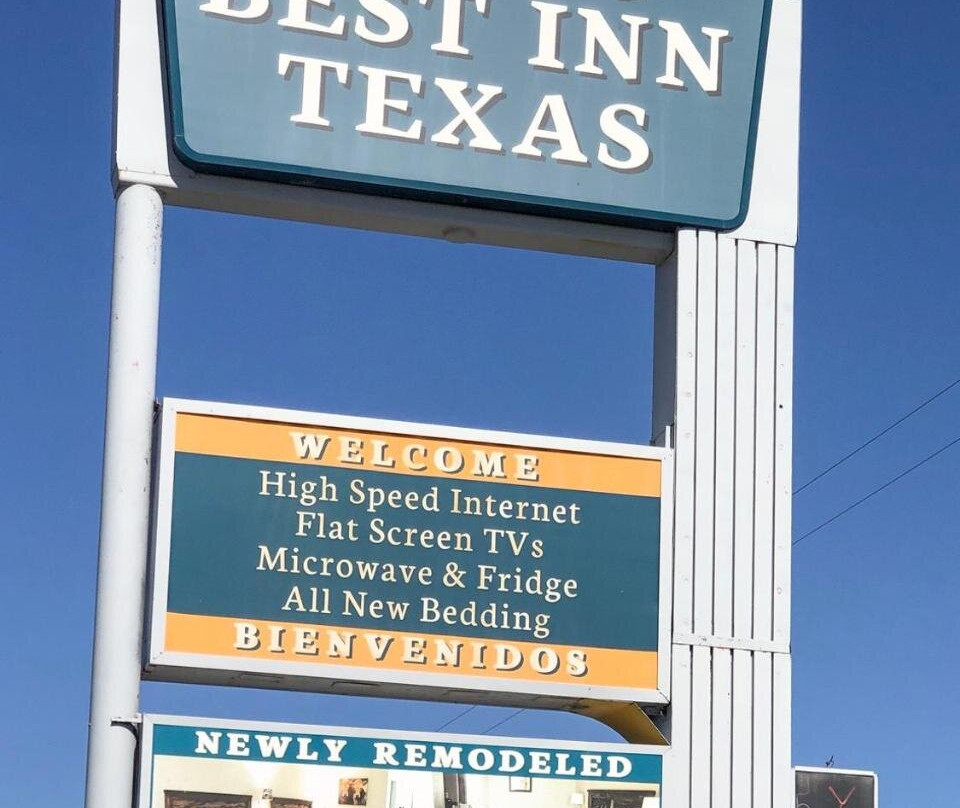 BEST INN
TEXAS
WELCOME
High Speed Internet
Flat Screen TVs
Microwave & Fridge
All New Bedding
BIENVENIDOS
NEWLY REMODELED